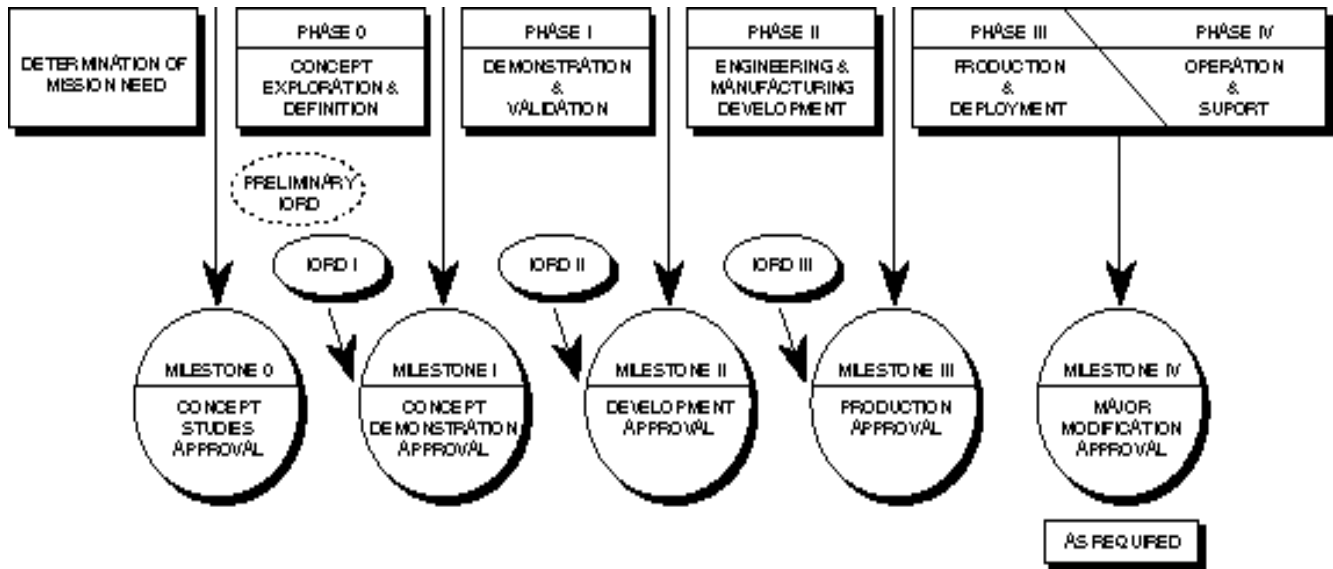 DETERMINATION OF
MISSION NEED
PHASE 0
CONCEPT
EXPLORATION &
DEFINITION
PHASE I
DEMONSTRATION
&
VALIDATION
PHASE II
ENGINEERING &
MANUFACTURING
DEVELOPMENT
PHASE III
PRODUCTION
&
DEPLOYMENT
PHASE IV
OPERATION
&
SUPORT
PRELIMINARY
IORD
IORD I
IORD II
IORD III
MILESTONE 0
CONCEPT
STUDIES
APPROVAL
MILESTONE I
CONCEPT
DEMONSTRATION
APPROVAL
MILESTONE II
DEVELOPMENT
APPROVAL
MILESTONE III
PRODUCTION
APPROVAL
MILESTONE IV
MAJOR
MODIFICATION
APPROVAL
AS REQUIRED